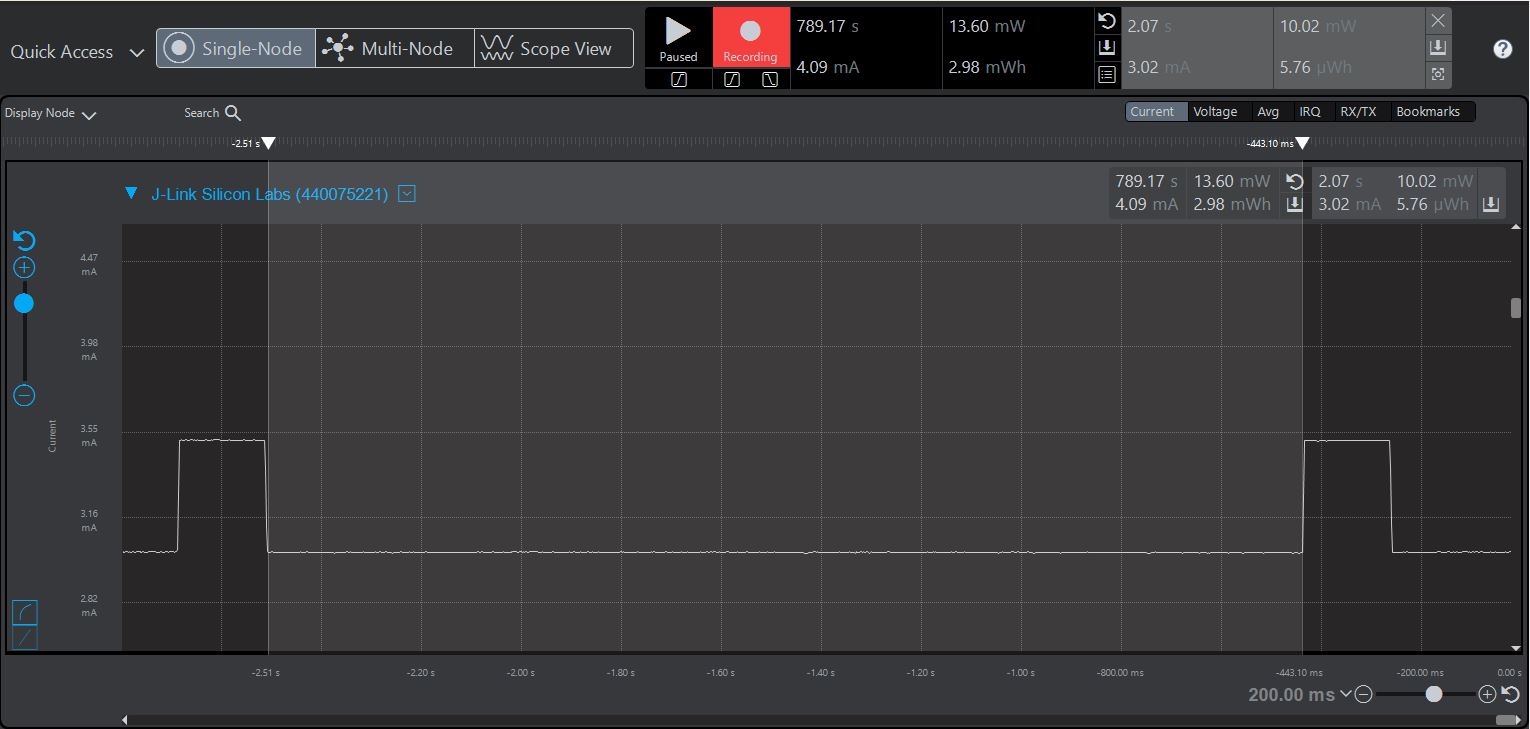 Quick Access
Single-Node
Multi-Node
Scope View
Paused
Recording
789.17 s
13.60 mW
4.09 mA
2.98 mWh
2.07 s
10.02 mW
3.02 mA
5.76 µWh
?
Display Node
Search
Current
Voltage
Avg
IRQ
RX/TX
Bookmarks
-2.51 s
-443.10 ms
J-Link Silicon Labs (440075221)
789.17 s
13.60 mW
2.07 s
10.02 mW
4.09 mA
2.98 mWh
3.02 mA
5.76 µWh
4.47
mA
3.98
mA
3.55
mA
3.16
mA
2.82
mA
Current
-2.51 s
-2.20 s
-2.00 s
-1.80 s
-1.60 s
-1.40 s
-1.20 s
-1.00 s
-800.00 ms
-443.10 ms
-200.00 ms
0.00 s
200.00 ms